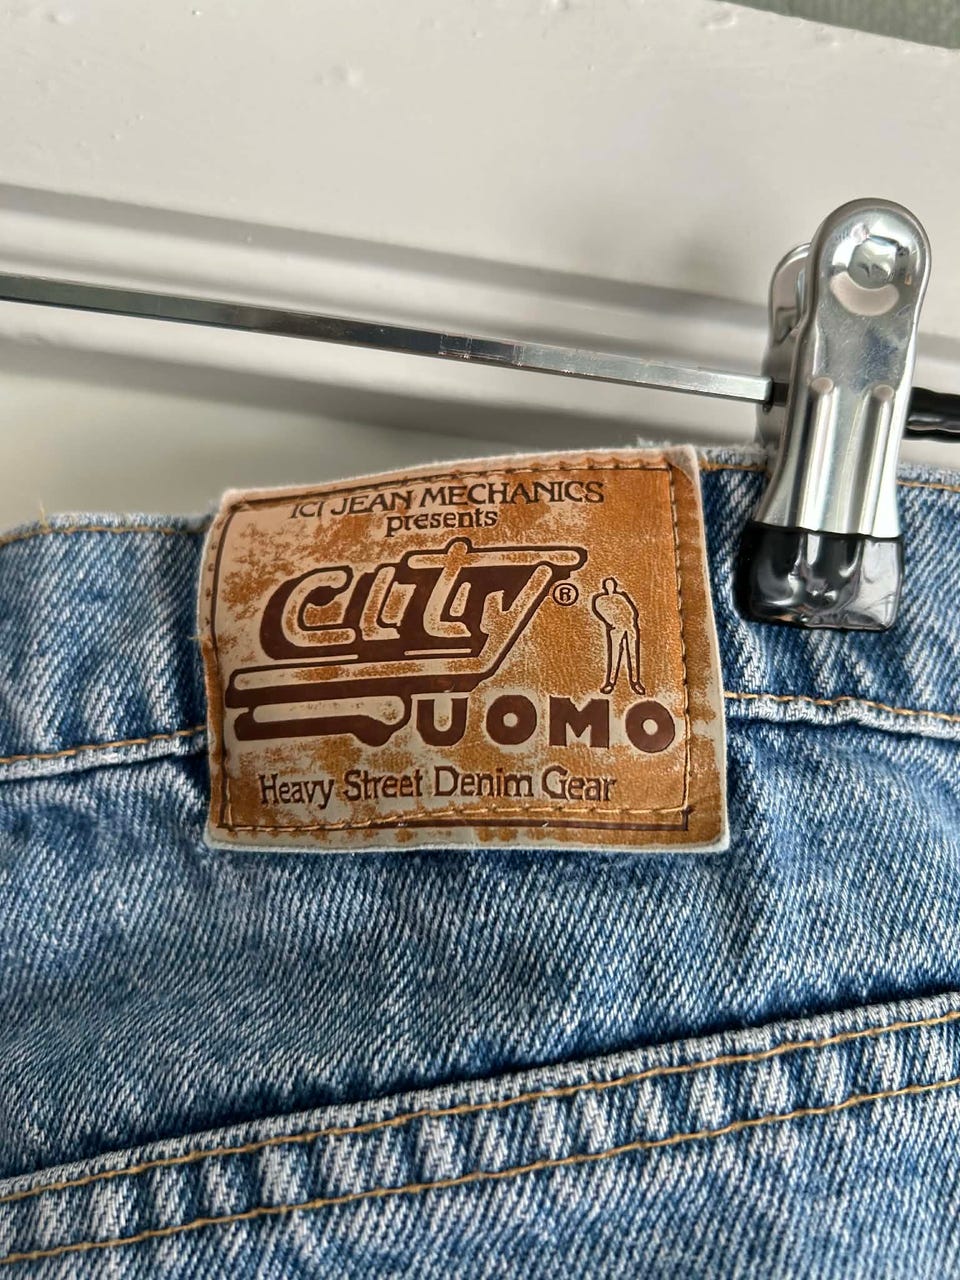 ICI JEAN MECHANICS
presents
City®
UOMO
Heavy Street Denim Gear